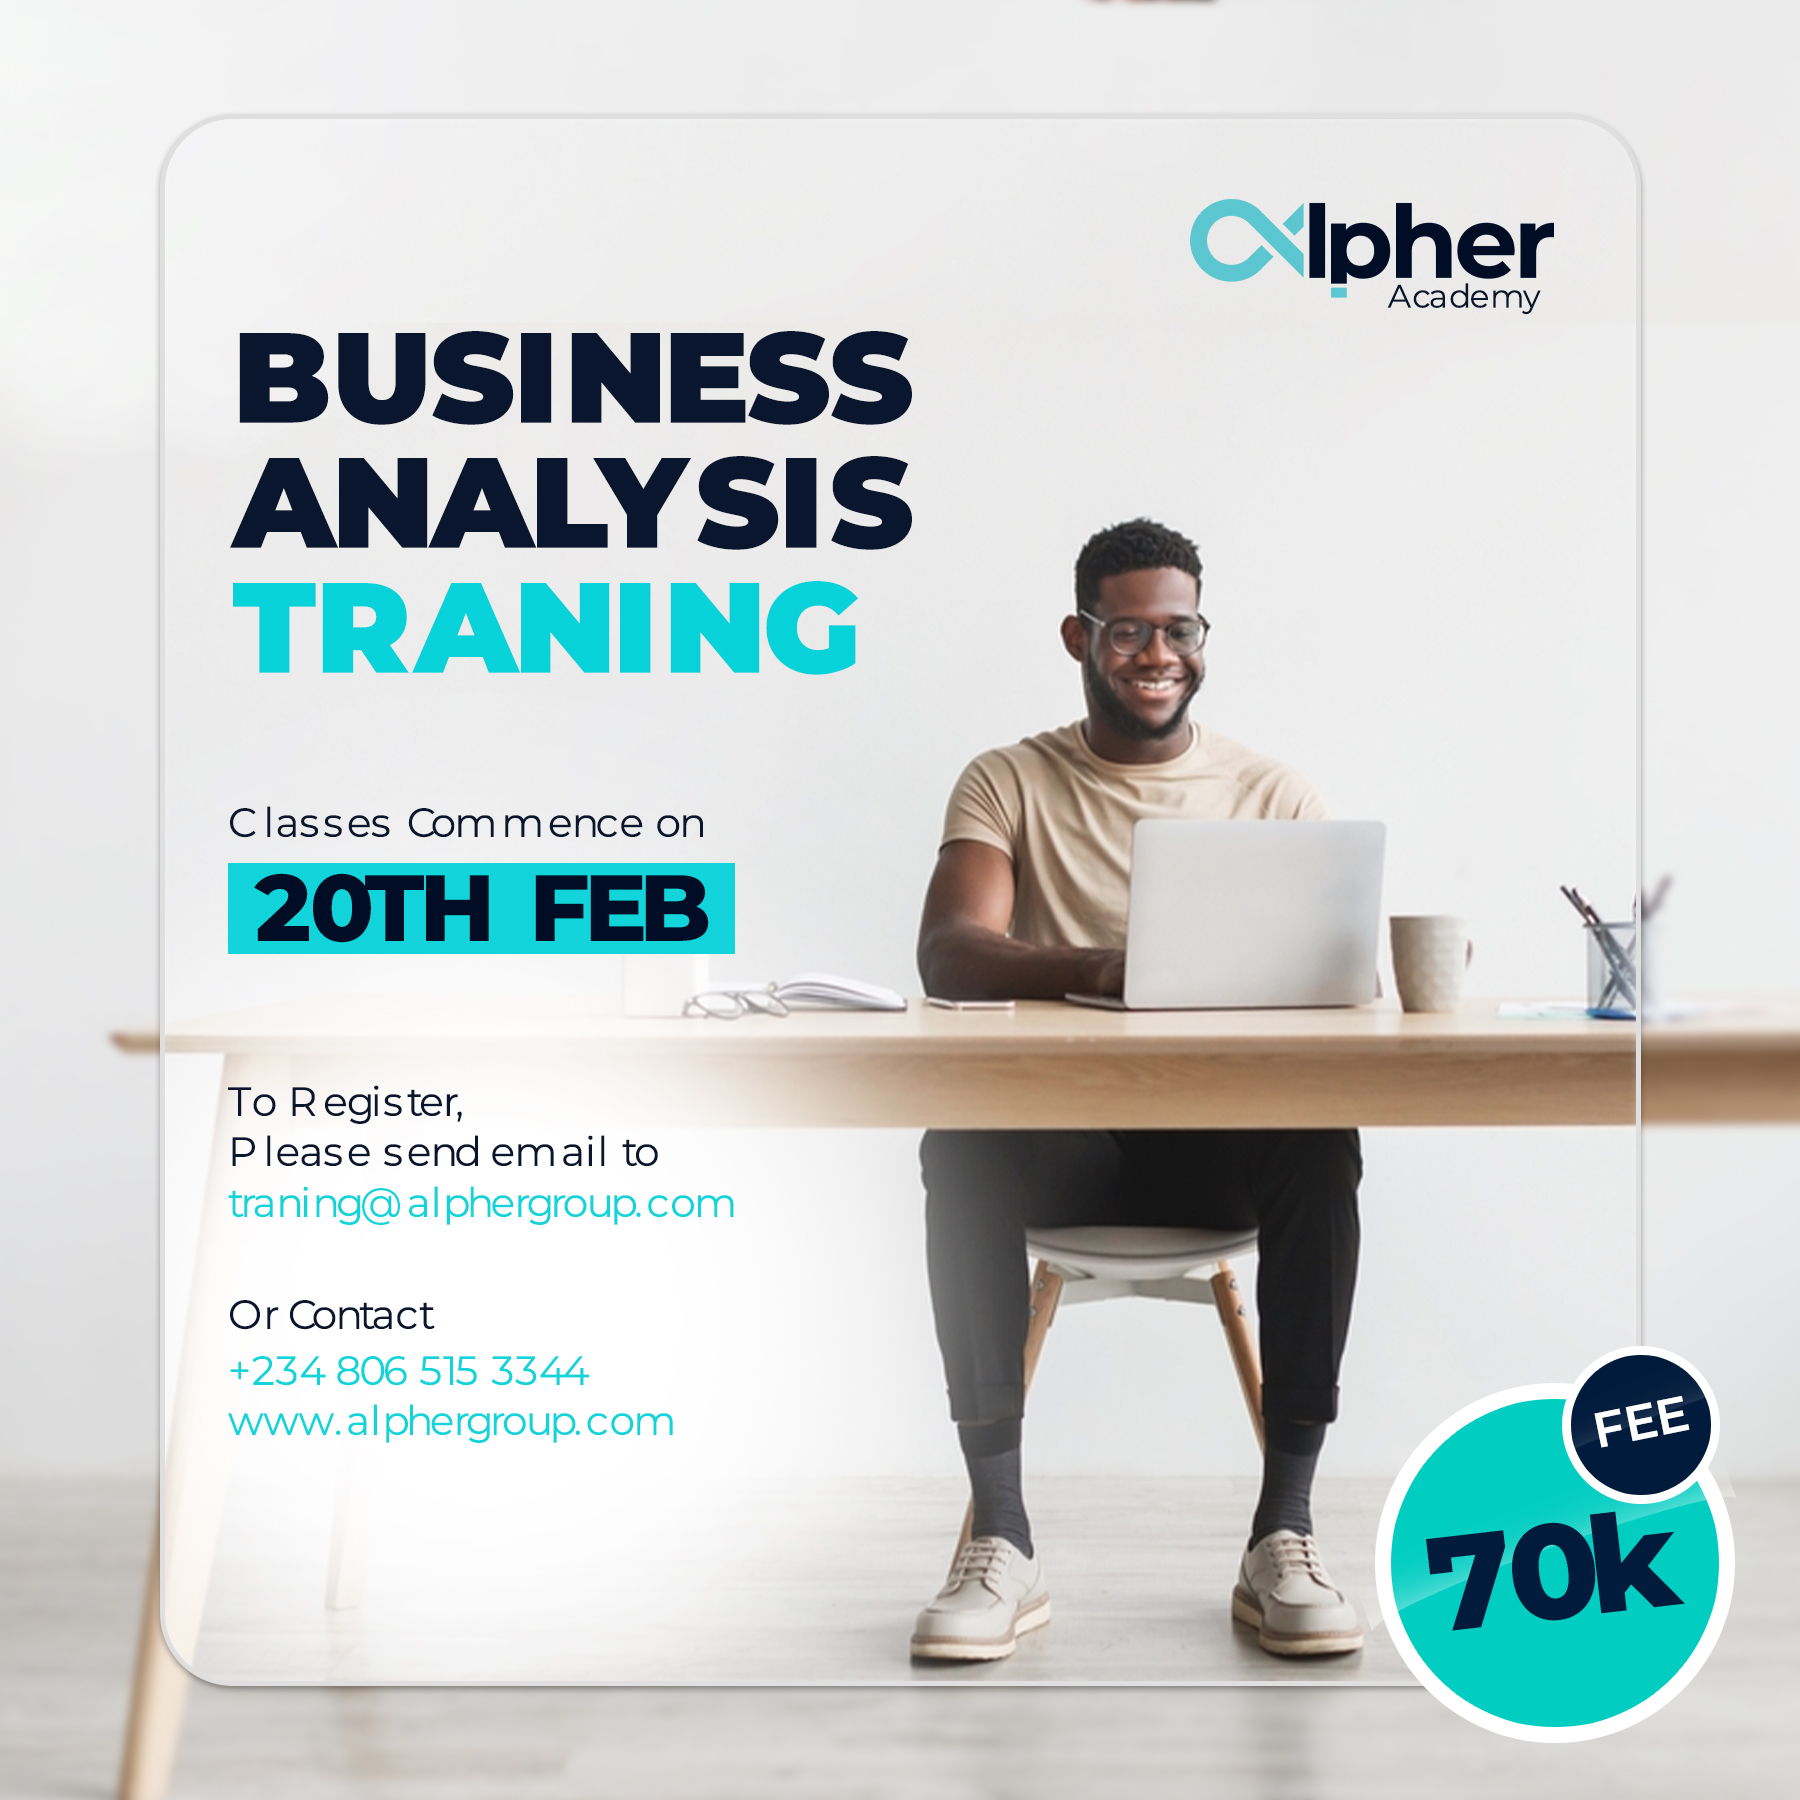 αlpher
Academy
BUSINESS
ANALYSIS
TRANING
Classes Commence on
20TH FEB
To Register,
Please send email to
traning@alphergroup.com
Or Contact
+234 806 515 3344
www.alphergroup.com
FEE
70k